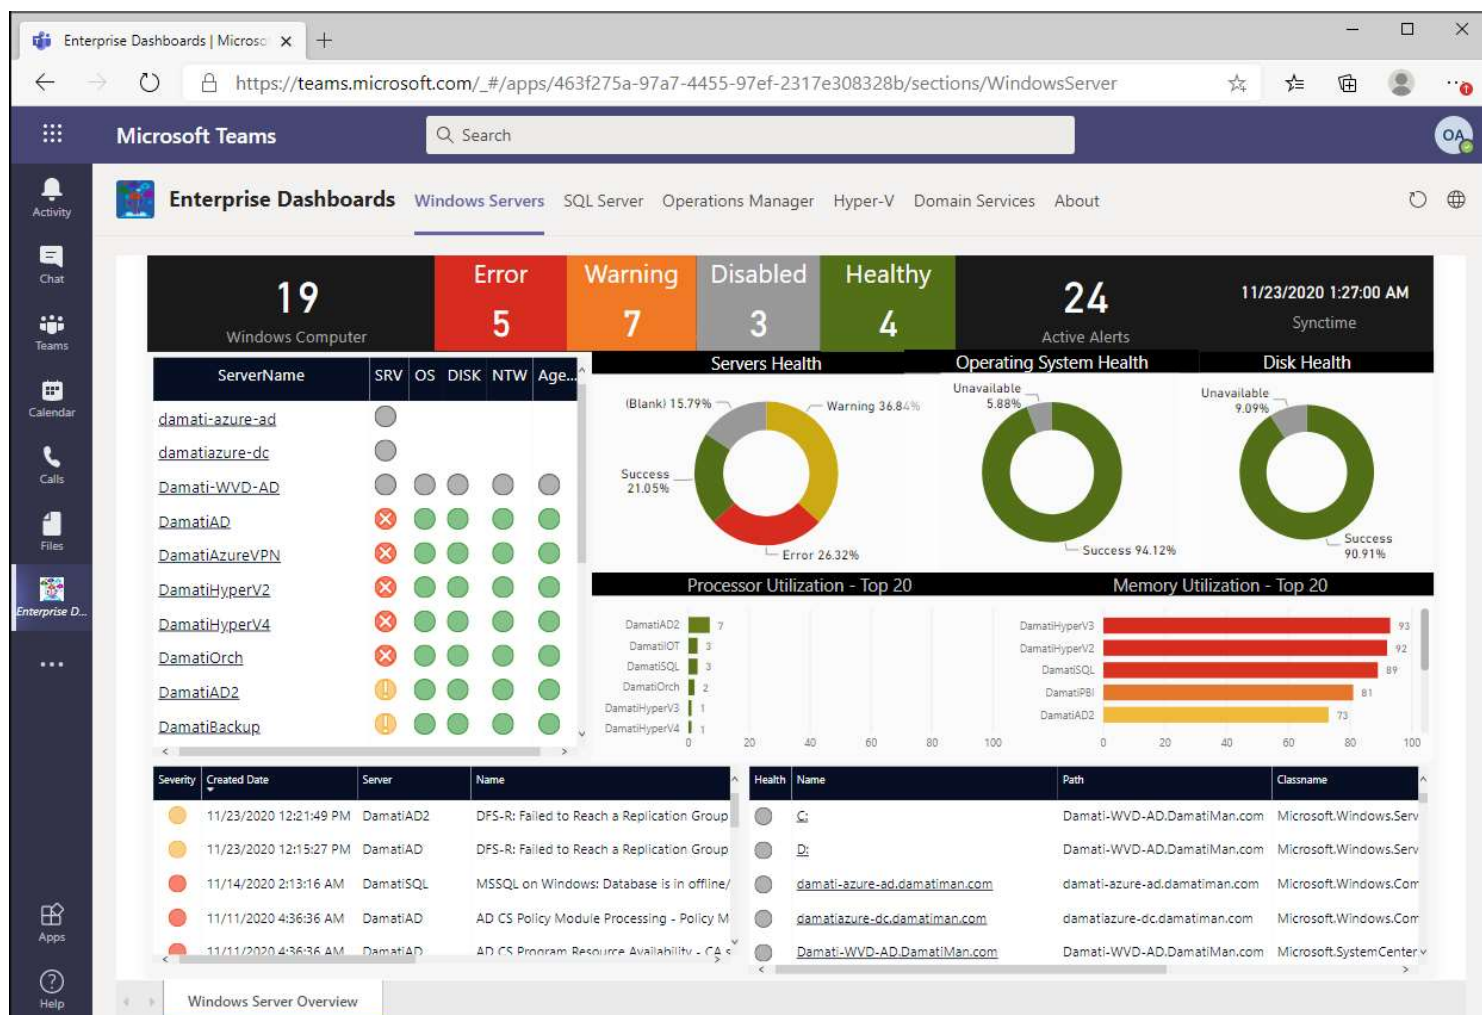 Enterprise Dashboards | Microso
https://teams.microsoft.com/_#/apps/463f275a-97a7-4455-97ef-2317e308328b/sections/WindowsServer
Microsoft Teams
Search
OA
Activity
Chat
Teams
Calendar
Calls
Files
Enterprise D...
Apps
Help
Enterprise Dashboards Windows Servers SQL Server Operations Manager Hyper-V Domain Services About
19
Windows Computer
Error
5
Warning
7
Disabled
3
Healthy
4
24
Active Alerts
11/23/2020 1:27:00 AM
Synctime
ServerName SRV OS DISK NTW Age...
damati-azure-ad
damatiazure-dc
Damati-WVD-AD
DamatiAD
DamatiAzureVPN
DamatiHyperV2
DamatiHyperV4
DamatiOrch
DamatiAD2
DamatiBackup
Servers Health
(Blank) 15.79%
Warning 36.84%
Success
21.05%
Error 26.32%
Operating System Health
Unavailable
5.88%
Success 94.12%
Disk Health
Unavailable
9.09%
Success
90.91%
Processor Utilization - Top 20
DamatiAD2 7
DamatiIOT 3
DamatiSQL 3
DamatiOrch 2
DamatiHyperV3 1
DamatiHyperV4 1
0 20 40 60 80 100
Memory Utilization - Top 20
DamatiHyperV3 93
DamatiHyperV2 92
DamatiSQL 89
DamatiPBI 81
DamatiAD2 73
0 20 40 60 80 100
Severity Created Date Server Name
11/23/2020 12:21:49 PM DamatiAD2 DFS-R: Failed to Reach a Replication Group
11/23/2020 12:15:27 PM DamatiAD DFS-R: Failed to Reach a Replication Group
11/14/2020 2:13:16 AM DamatiSQL MSSQL on Windows: Database is in offline/
11/11/2020 4:36:36 AM DamatiAD AD CS Policy Module Processing - Policy M
11/11/2020 4:36:36 AM DamatiAD AD CS Program Resource Availability - CA s
Health Name Path Classname
C: Damati-WVD-AD.DamatiMan.com Microsoft.Windows.Serv
D: Damati-WVD-AD.DamatiMan.com Microsoft.Windows.Serv
damati-azure-ad.damatiman.com damati-azure-ad.damatiman.com Microsoft.Windows.Com
damatiazure-dc.damatiman.com damatiazure-dc.damatiman.com Microsoft.Windows.Com
Damati-WVD-AD.DamatiMan.com Damati-WVD-AD.DamatiMan.com Microsoft.SystemCenter
Windows Server Overview